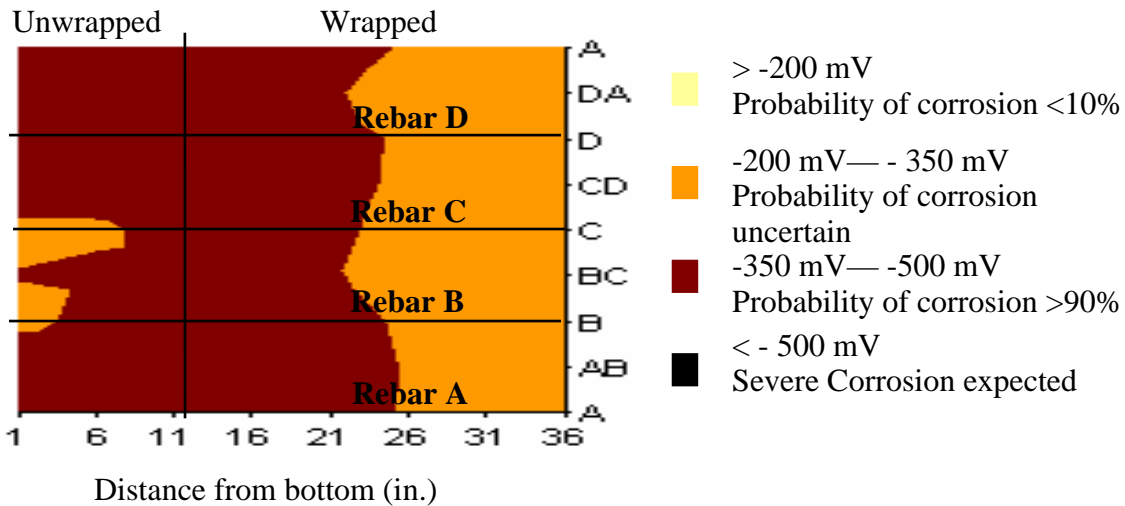 Unwrapped
Wrapped
A
DA
Rebar D
D
CD
Rebar C
C
BC
Rebar B
B
AB
Rebar A
A
1 6 11 16 21 26 31 36
Distance from bottom (in.)
> -200 mV
Probability of corrosion <10%
-200 mV— - 350 mV
Probability of corrosion
uncertain
-350 mV— -500 mV
Probability of corrosion >90%
< - 500 mV
Severe Corrosion expected